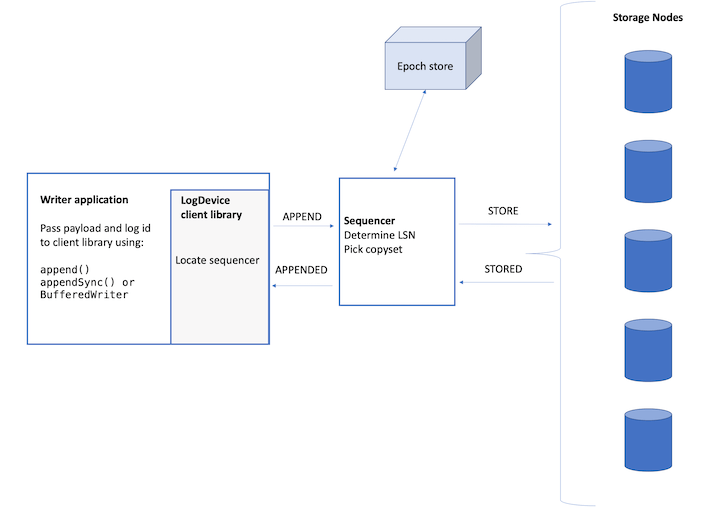 Storage Nodes
Epoch store
Writer application
Pass payload and log id
to client library using:
append()
appendSync() or
BufferedWriter
LogDevice
client library
Locate sequencer
APPEND
APPENDED
Sequencer
Determine LSN
Pick copyset
STORE
STORED